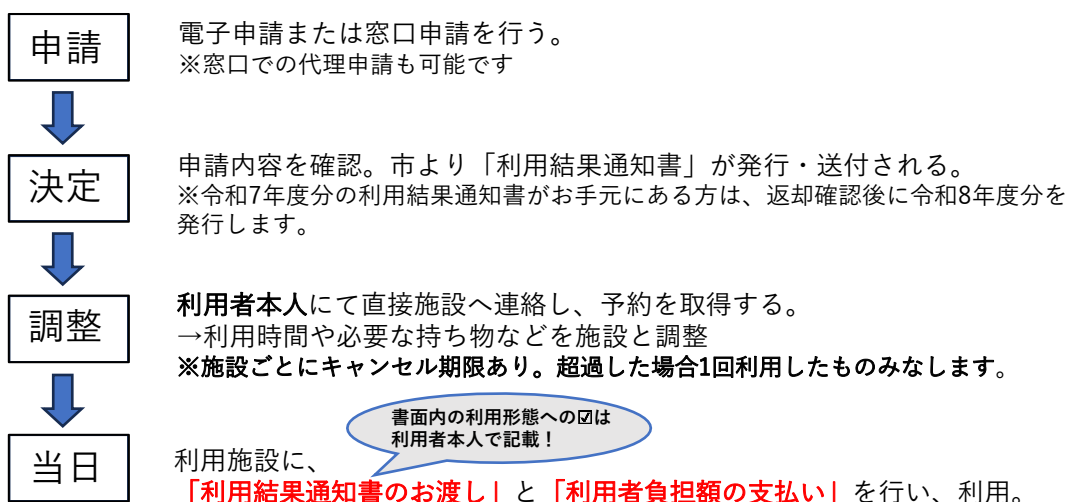 申請
電子申請または窓口申請を行う。
※窓口での代理申請も可能です
決定
申請内容を確認。市より「利用結果通知書」が発行・送付される。
※令和7年度分の利用結果通知書がお手元にある方は、返却確認後に令和8年度分を
発行します。
調整
利用者本人にて直接施設へ連絡し、予約を取得する。
→利用時間や必要な持ち物などを施設と調整
※施設ごとにキャンセル期限あり。超過した場合1回利用したものみなします。
書面内の利用形態への☑は
利用者本人で記載！
当日
利用施設に、
「利用結果通知書のお渡し」と「利用者負担額の支払い」を行い、利用。